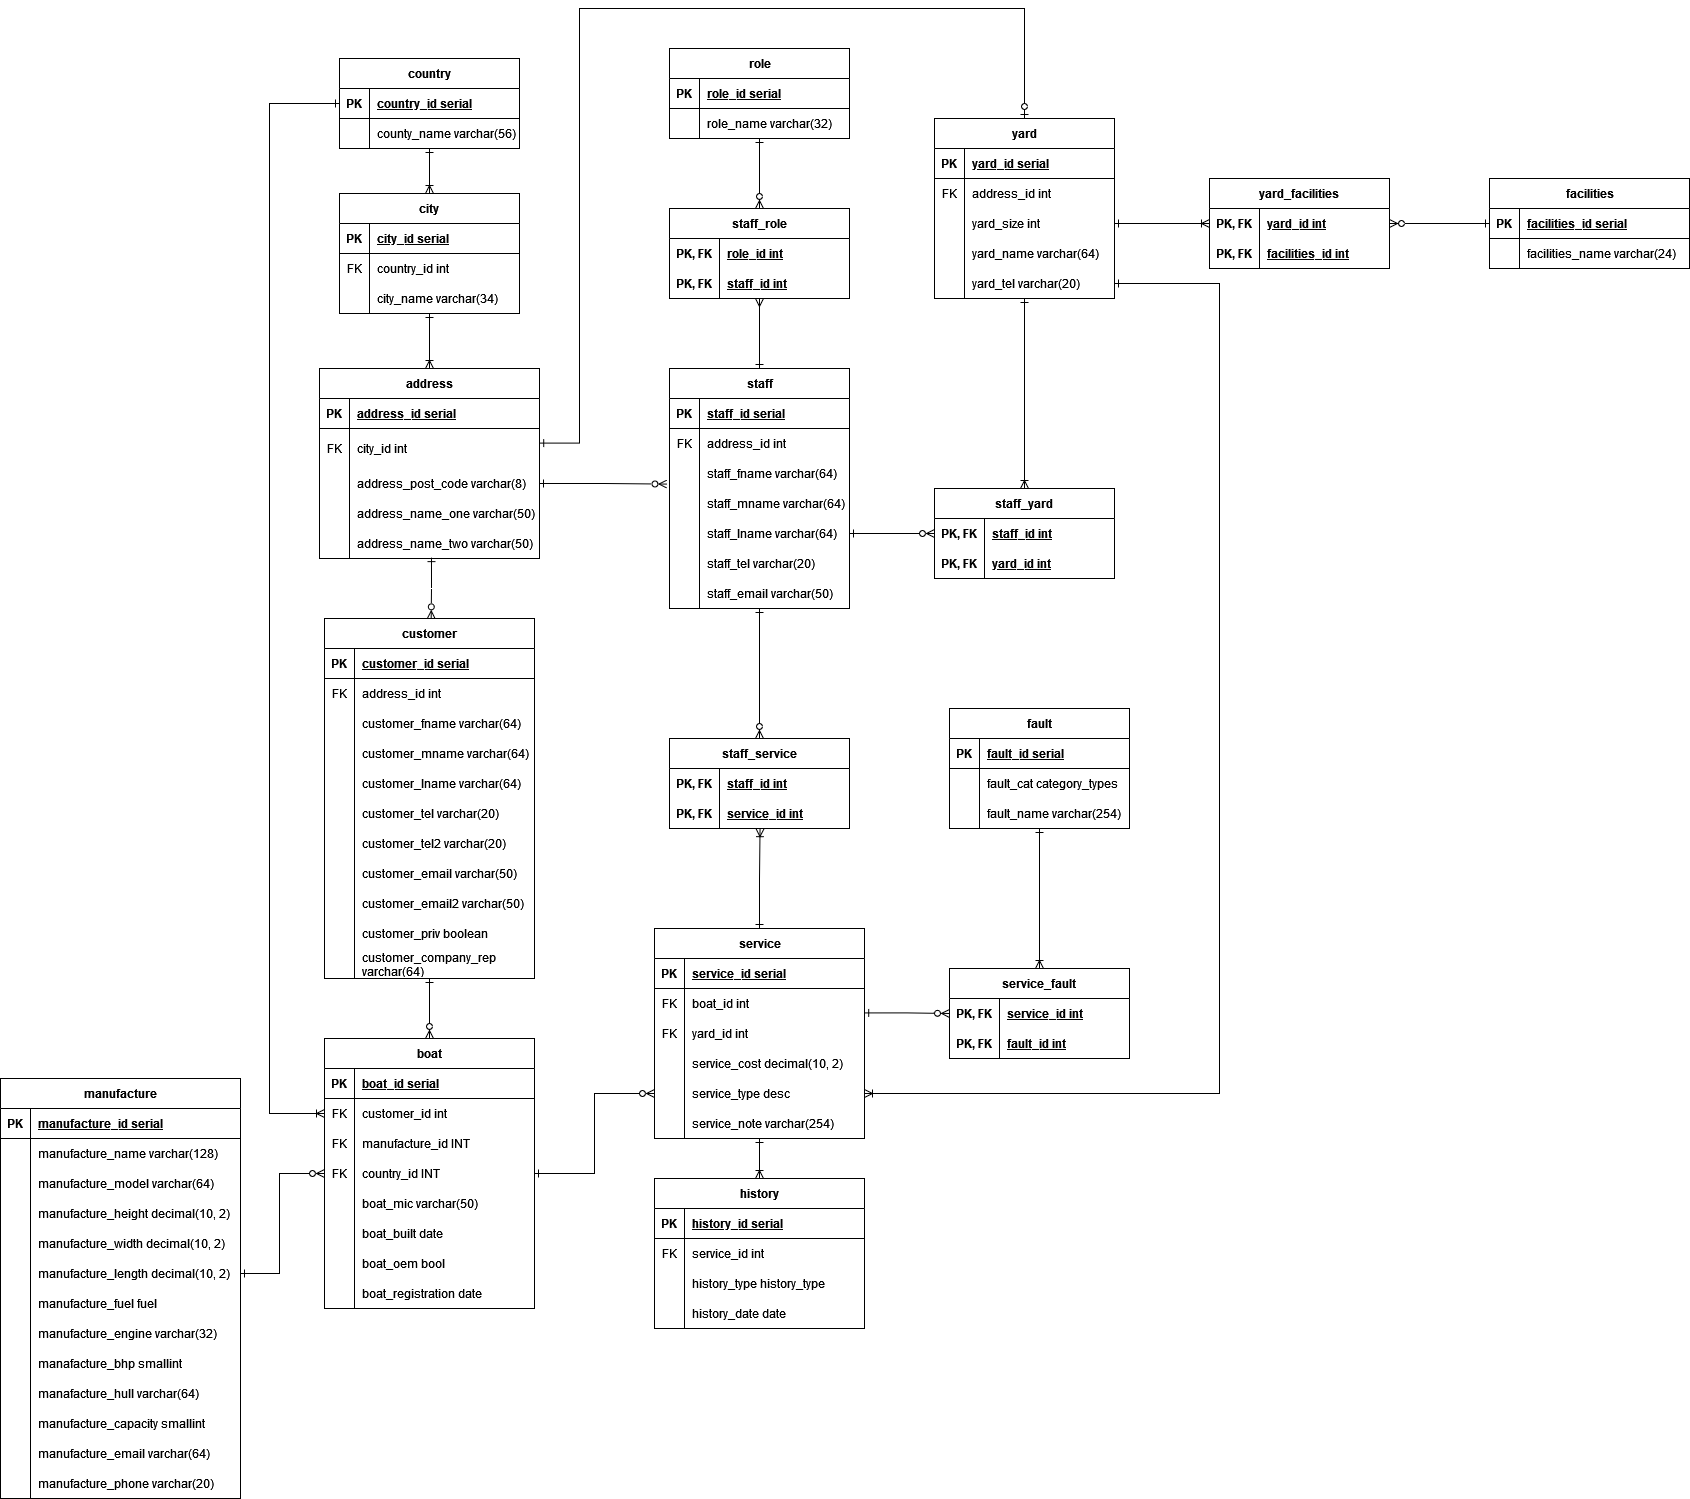 country
PK country_id serial
county_name varchar(56)
city
PK city_id serial
FK country_id int
city_name varchar(34)
address
PK address_id serial
FK city_id int
address_post_code varchar(8)
address_name_one varchar(50)
address_name_two varchar(50)
customer
PK customer_id serial
FK address_id int
customer_fname varchar(64)
customer_mname varchar(64)
customer_lname varchar(64)
customer_tel varchar(20)
customer_tel2 varchar(20)
customer_email varchar(50)
customer_email2 varchar(50)
customer_priv boolean
customer_company_rep
varchar(64)
boat
PK boat_id serial
FK customer_id int
FK manufacture_id INT
FK country_id INT
boat_mic varchar(50)
boat_built date
boat_oem bool
boat_registration date
manufacture
PK manufacture_id serial
manufacture_name varchar(128)
manufacture_model varchar(64)
manufacture_height decimal(10, 2)
manufacture_width decimal(10, 2)
manufacture_length decimal(10, 2)
manufacture_fuel fuel
manufacture_engine varchar(32)
manafacture_bhp smallint
manafacture_hull varchar(64)
manufacture_capacity smallint
manufacture_email varchar(64)
manufacture_phone varchar(20)
role
PK role_id serial
role_name varchar(32)
staff_role
PK, FK role_id int
PK, FK staff_id int
staff
PK staff_id serial
FK address_id int
staff_fname varchar(64)
staff_mname varchar(64)
staff_lname varchar(64)
staff_tel varchar(20)
staff_email varchar(50)
staff_service
PK, FK staff_id int
PK, FK service_id int
service
PK service_id serial
FK boat_id int
FK yard_id int
service_cost decimal(10, 2)
service_type desc
service_note varchar(254)
history
PK history_id serial
FK service_id int
history_type history_type
history_date date
yard
PK yard_id serial
FK address_id int
yard_size int
yard_name varchar(64)
yard_tel varchar(20)
staff_yard
PK, FK staff_id int
PK, FK yard_id int
fault
PK fault_id serial
fault_cat category_types
fault_name varchar(254)
service_fault
PK, FK service_id int
PK, FK fault_id int
yard_facilities
PK, FK yard_id int
PK, FK facilities_id int
facilities
PK facilities_id serial
facilities_name varchar(24)